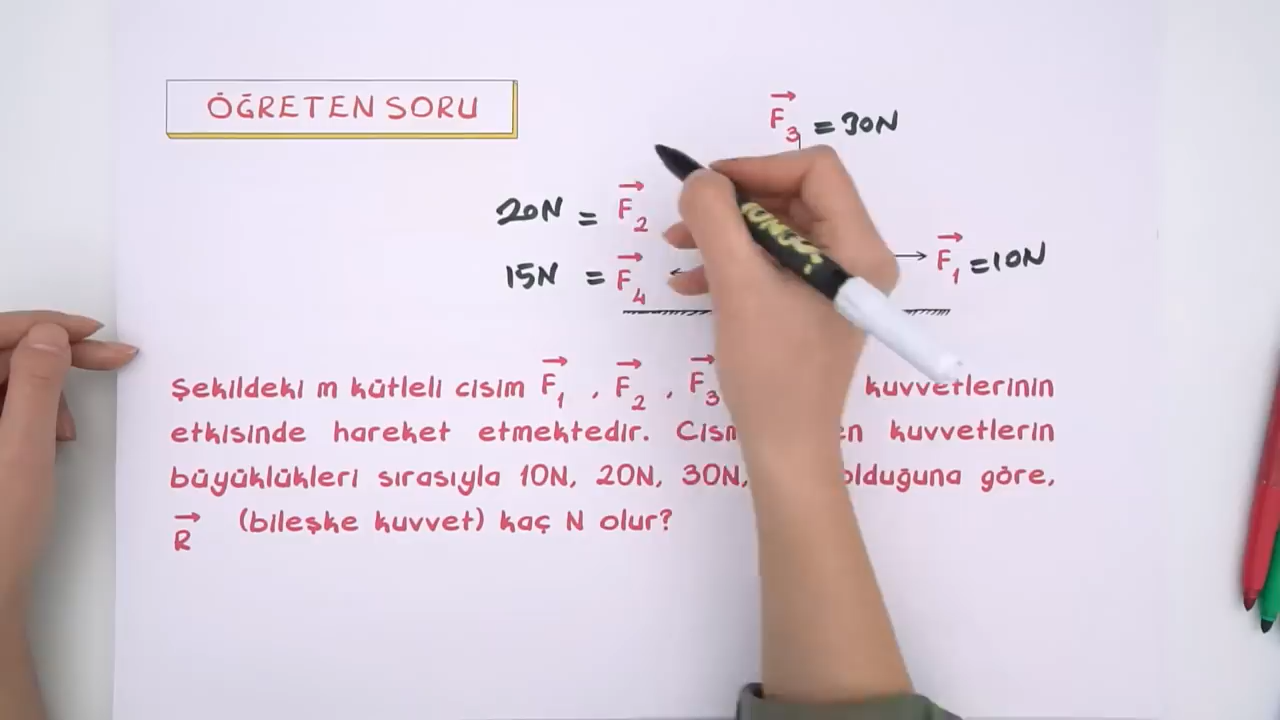 ÖĞRETEN SORU
F3 = 30N
20N = F2
F1 = 10N
15N = F4
Şekildeki m kütleli cisim F1 , F2 , F3 kuvvetlerinin
etkisinde hareket etmektedir. kuvvetlerin
büyüklükleri sırasıyla 10N, 20N, 30N, olduğuna göre,
R (bileşke kuvvet) kaç N olur?